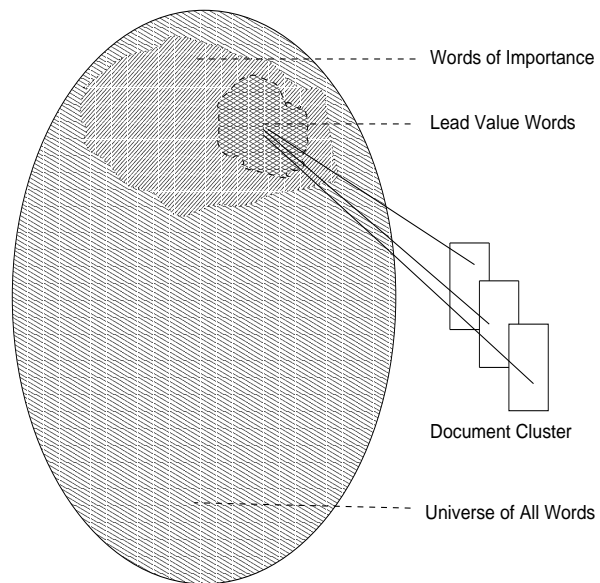 Words of Importance
Lead Value Words
Document Cluster
Universe of All Words